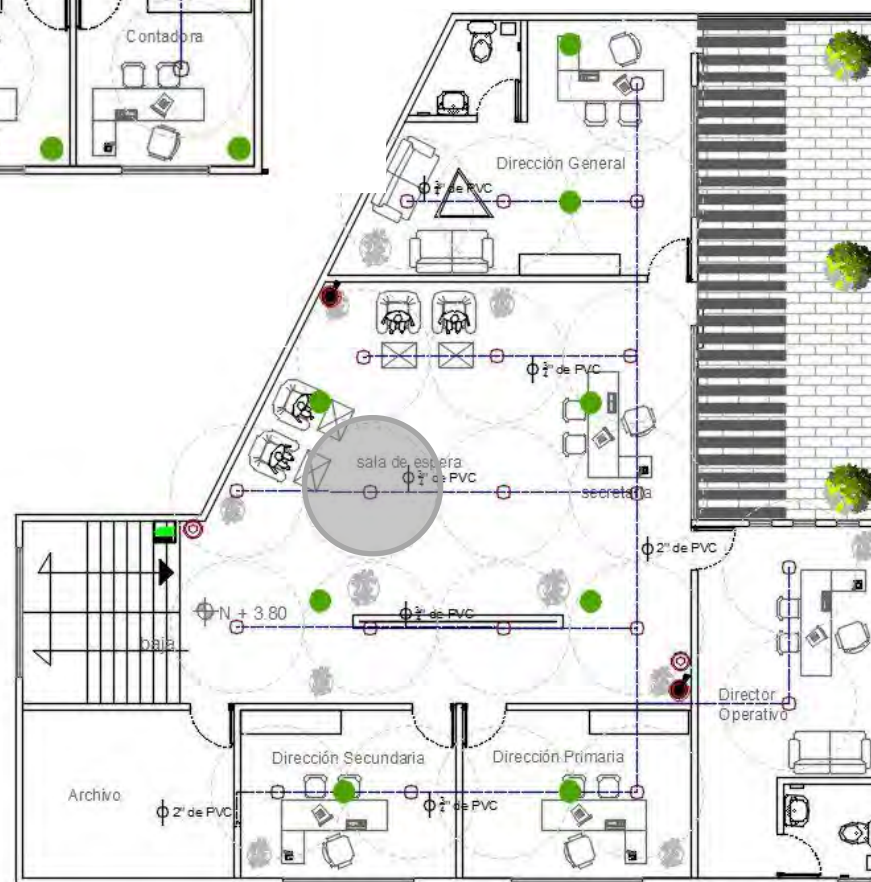 Contadora
Dirección General
ϕ ¾" de PVC
ϕ ¾" de PVC
sala de espera
ϕ ¾" de PVC
secretaria
ϕ 2" de PVC
N + 3.80
ϕ ¾" de PVC
baja
Director
Operativo
Dirección Secundaria
Dirección Primaria
Archivo
ϕ 2" de PVC
ϕ ¾" de PVC